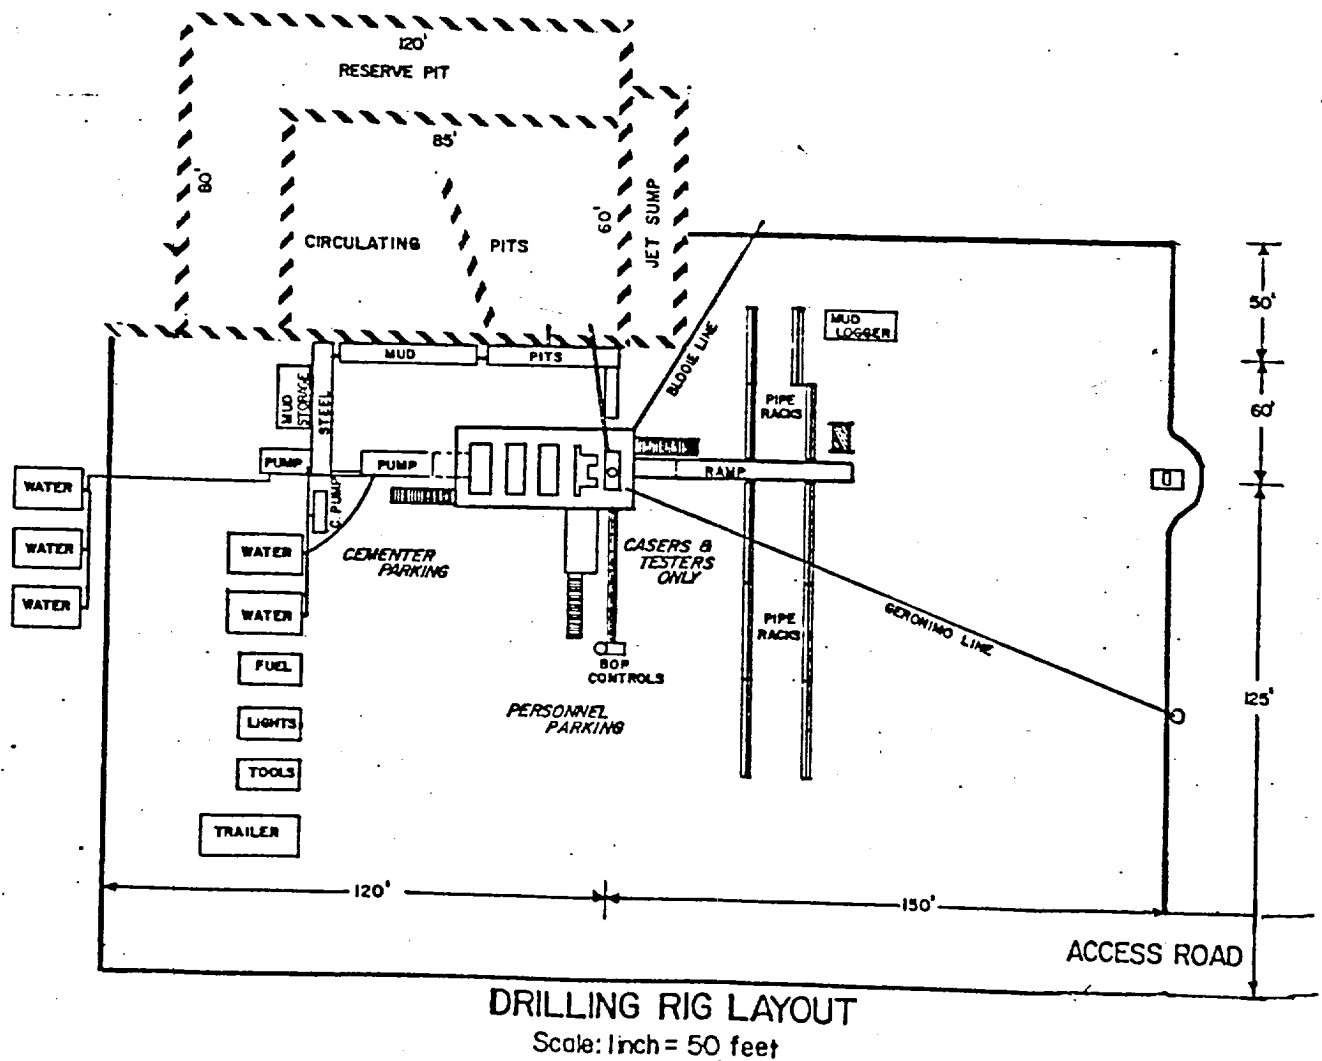 120'
RESERVE PIT
85'
80'
60'
CIRCULATING PITS
JET SUMP
50'
MUD
LOGGER
BLOOIE LINE
MUD PITS
MUD
STORAGE
STEEL
PIPE
RACKS
60'
PUMP
PUMP
RAMP
WATER
C. PUMP
WATER
WATER
CEMENTER
PARKING
CASERS &
TESTERS
ONLY
WATER
WATER
GERONIMO LINE
PIPE
RACKS
FUEL
BOP
CONTROLS
125'
LIGHTS
PERSONNEL
PARKING
TOOLS
TRAILER
120'
150'
ACCESS ROAD
DRILLING RIG LAYOUT
Scale: 1inch = 50 feet